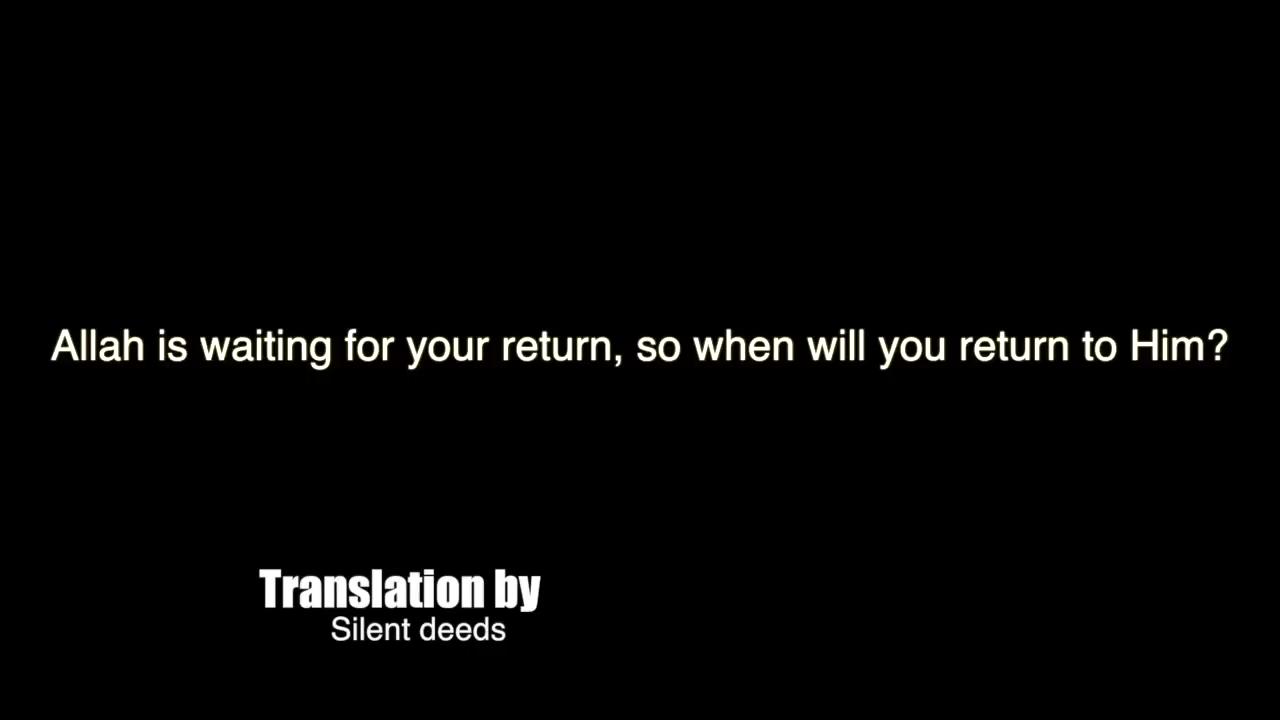 Allah is waiting for your return, so when will you return to Him?
Translation by
Silent deeds